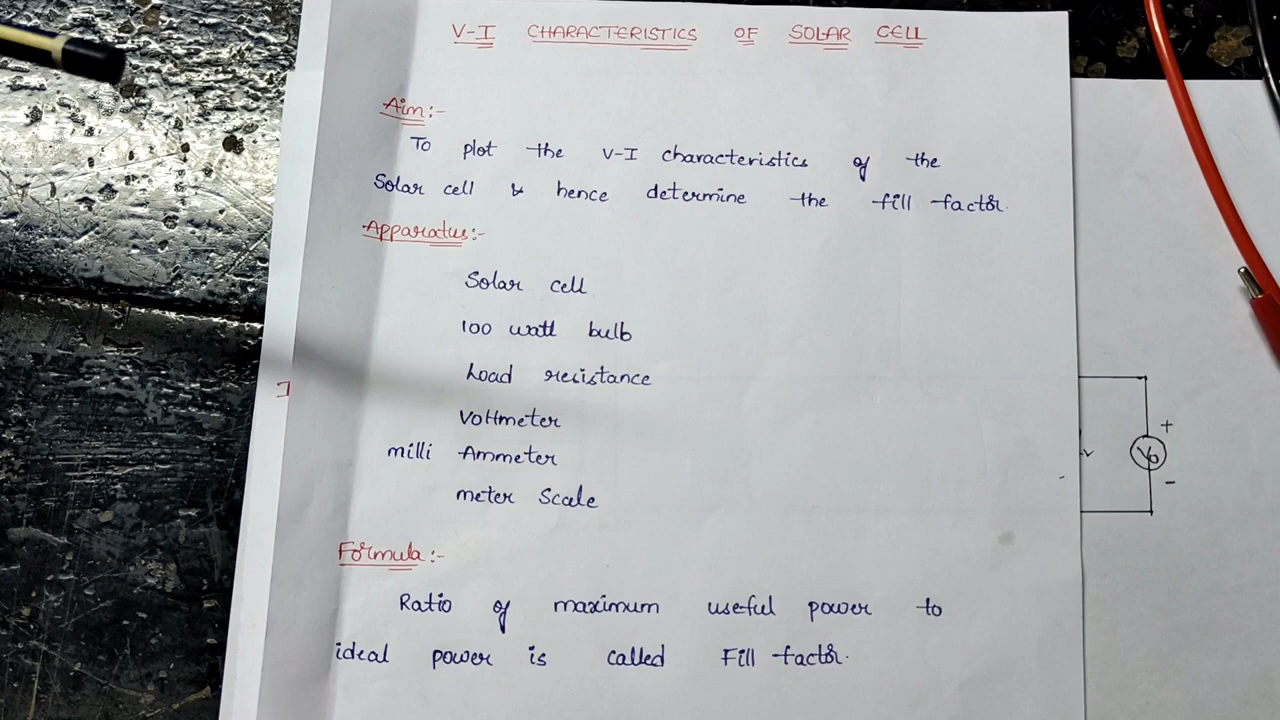 V-I CHARACTERISTICS OF SOLAR CELL
Aim:-
To plot the V-I characteristics of the
Solar cell & hence determine the fill factor.
Apparatus:-
Solar cell
100 watt bulb
Load resistance
Voltmeter
milli Ammeter
meter Scale
Formula:-
Ratio of maximum useful power to
ideal power is called Fill factor.
+
V₀
-